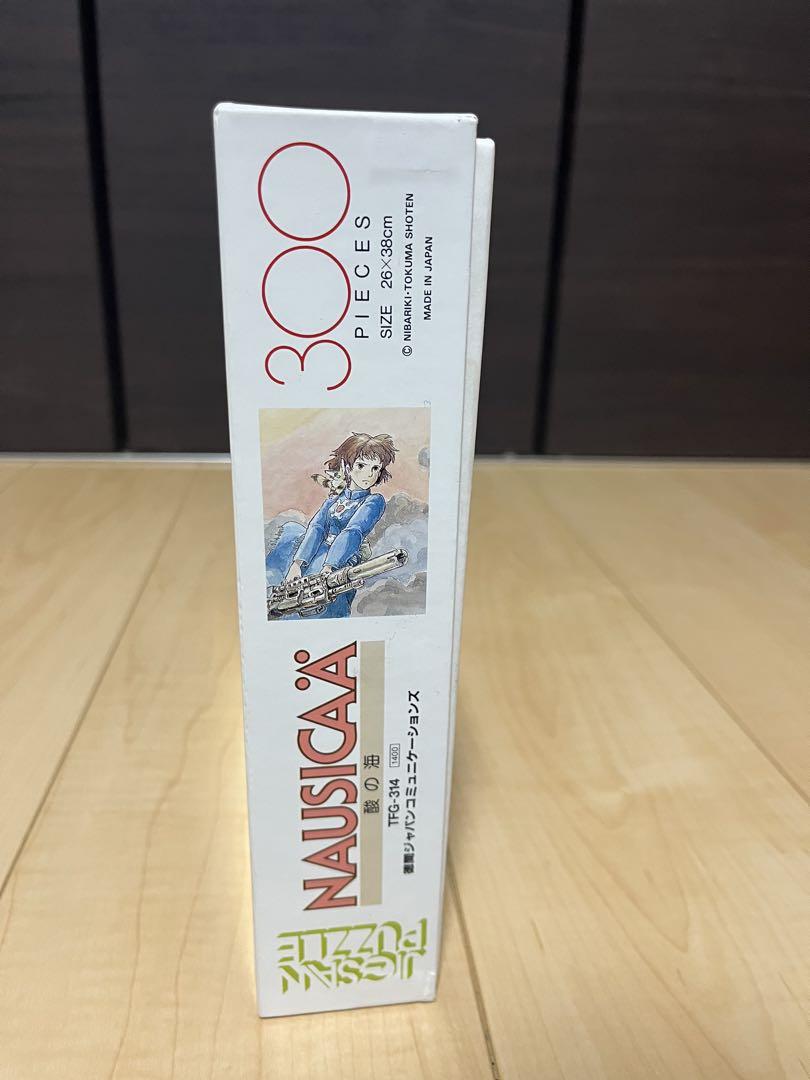 JIGSAW
PUZZLE
NAUSICAÄ
酸の海
TFG-314 1400
徳間ジャパンコミュニケーションズ
300
PIECES
SIZE 26×38cm
© NIBARIKI・TOKUMA SHOTEN
MADE IN JAPAN